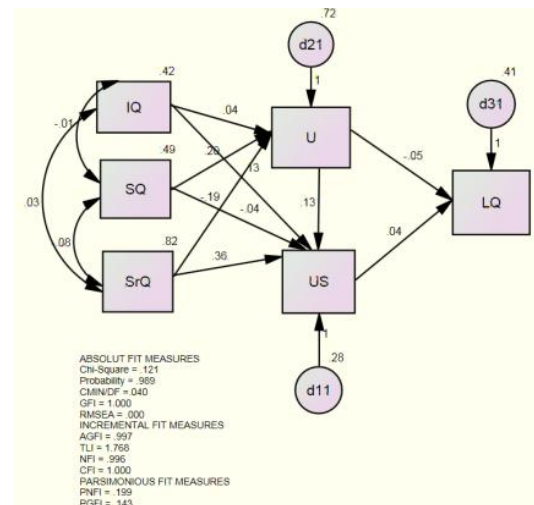 .72
d21
.42
1
41
IQ
.04
d31
-.01
U
1
.49
.20
.13
-.05
SQ
-.19
-.04
.13
LQ
.03
-.08
.82
.04
.36
SrQ
US
1
.28
d11
ABSOLUT FIT MEASURES
Chi-Square = .121
Probability = .989
CMIN/DF =.040
GFI = 1.000
RMSEA = .000
INCREMENTAL FIT MEASURES
AGFI = .997
TLI = 1.768
NFI = .996
CFI = 1.000
PARSIMONIOUS FIT MEASURES
PNFI = .199
PGFI = .143